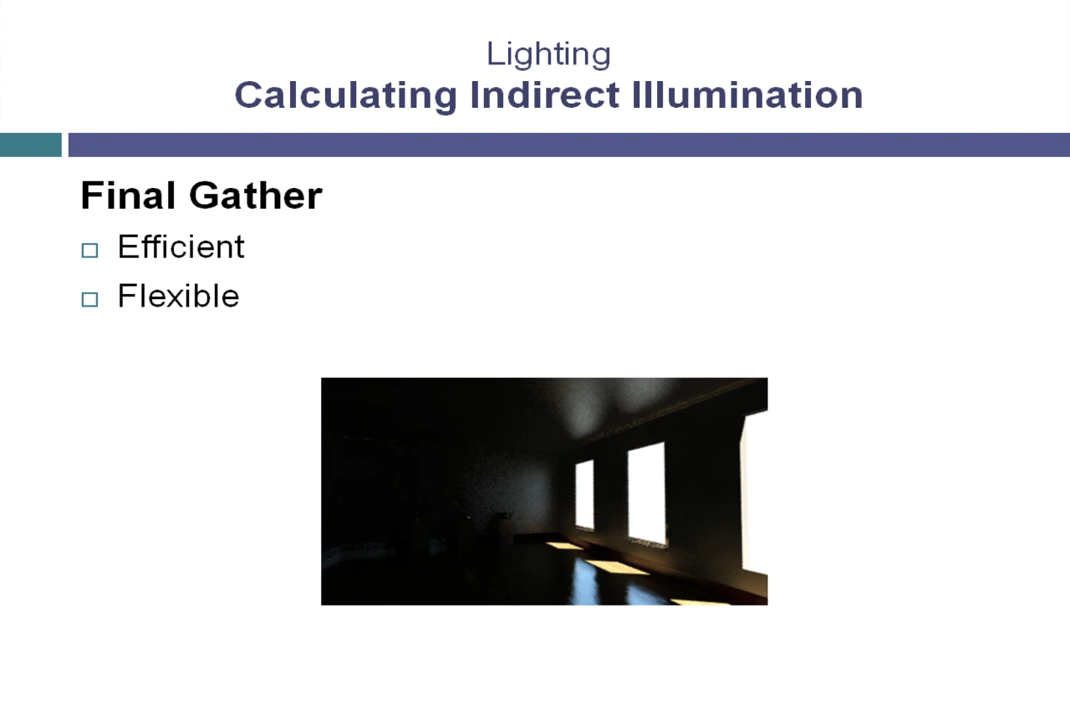 Lighting
Calculating Indirect Illumination
Final Gather
Efficient
Flexible